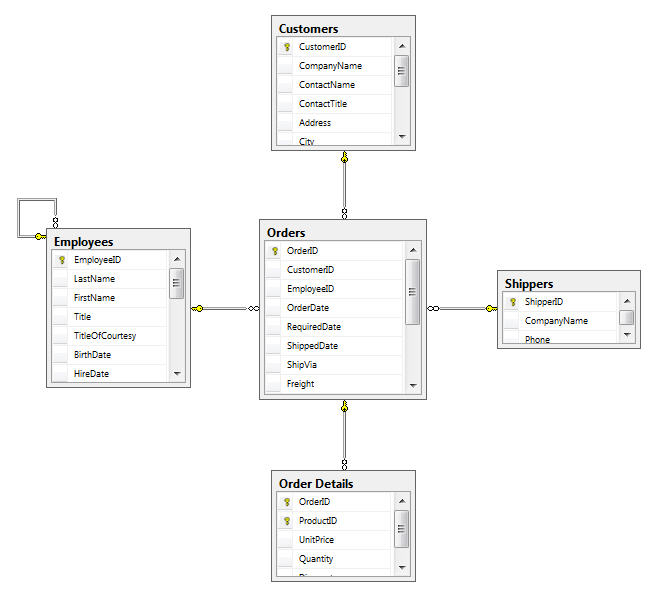 Customers
CustomerID
CompanyName
ContactName
ContactTitle
Address
City
Employees
EmployeeID
LastName
FirstName
Title
TitleOfCourtesy
BirthDate
HireDate
Orders
OrderID
CustomerID
EmployeeID
OrderDate
RequiredDate
ShippedDate
ShipVia
Freight
Shippers
ShipperID
CompanyName
Phone
Order Details
OrderID
ProductID
UnitPrice
Quantity